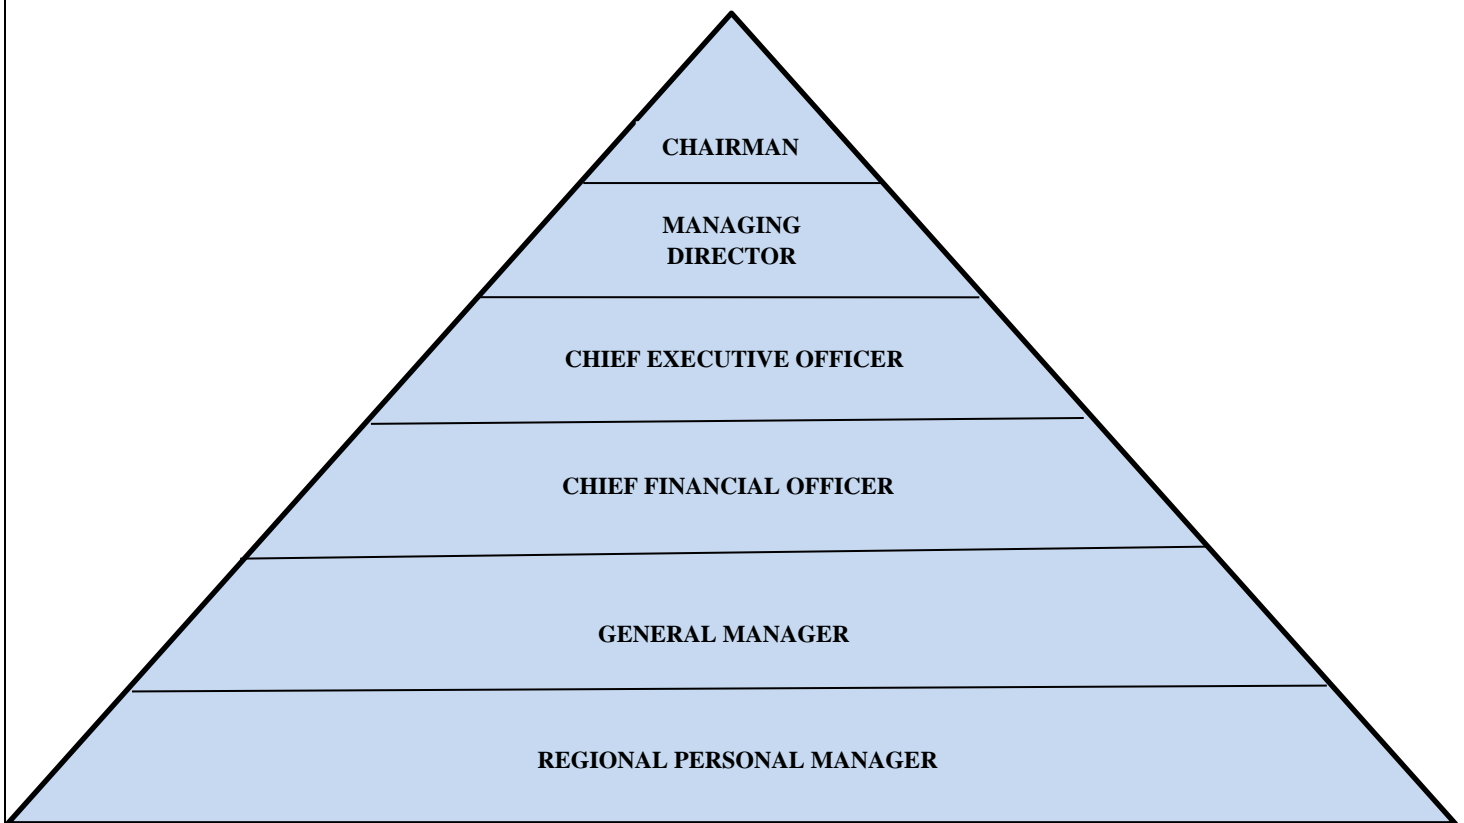 CHAIRMAN
MANAGING
DIRECTOR
CHIEF EXECUTIVE OFFICER
CHIEF FINANCIAL OFFICER
GENERAL MANAGER
REGIONAL PERSONAL MANAGER